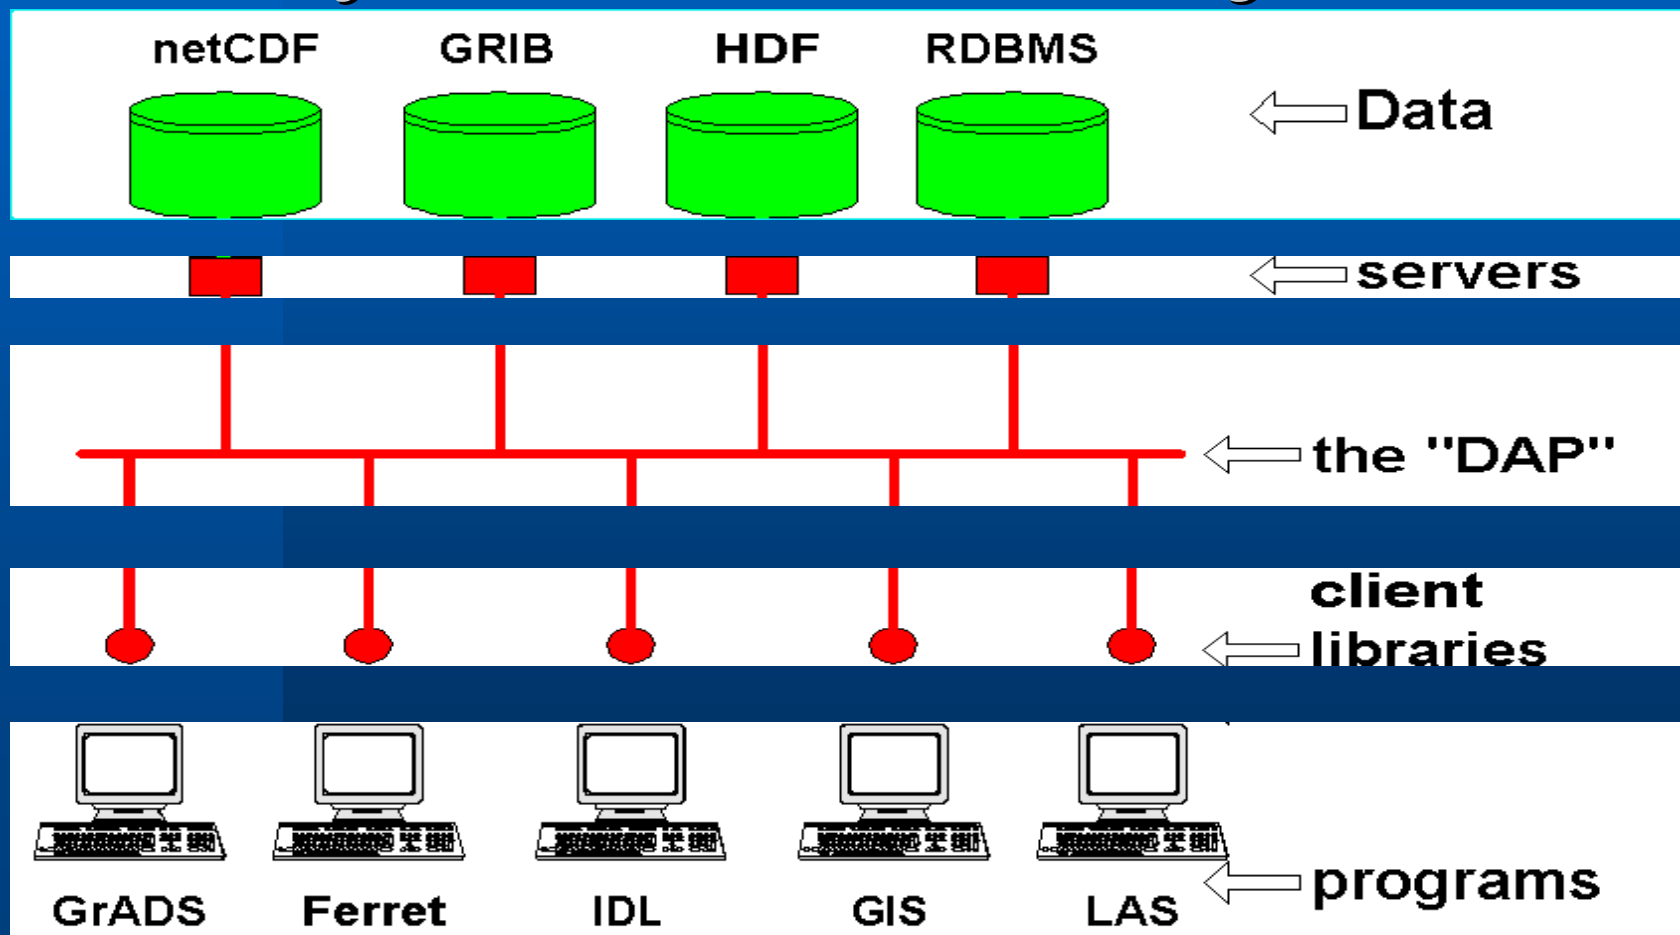 netCDF GRIB HDF RDBMS
Data
servers
the "DAP"
client
libraries
programs
GrADS Ferret IDL GIS LAS